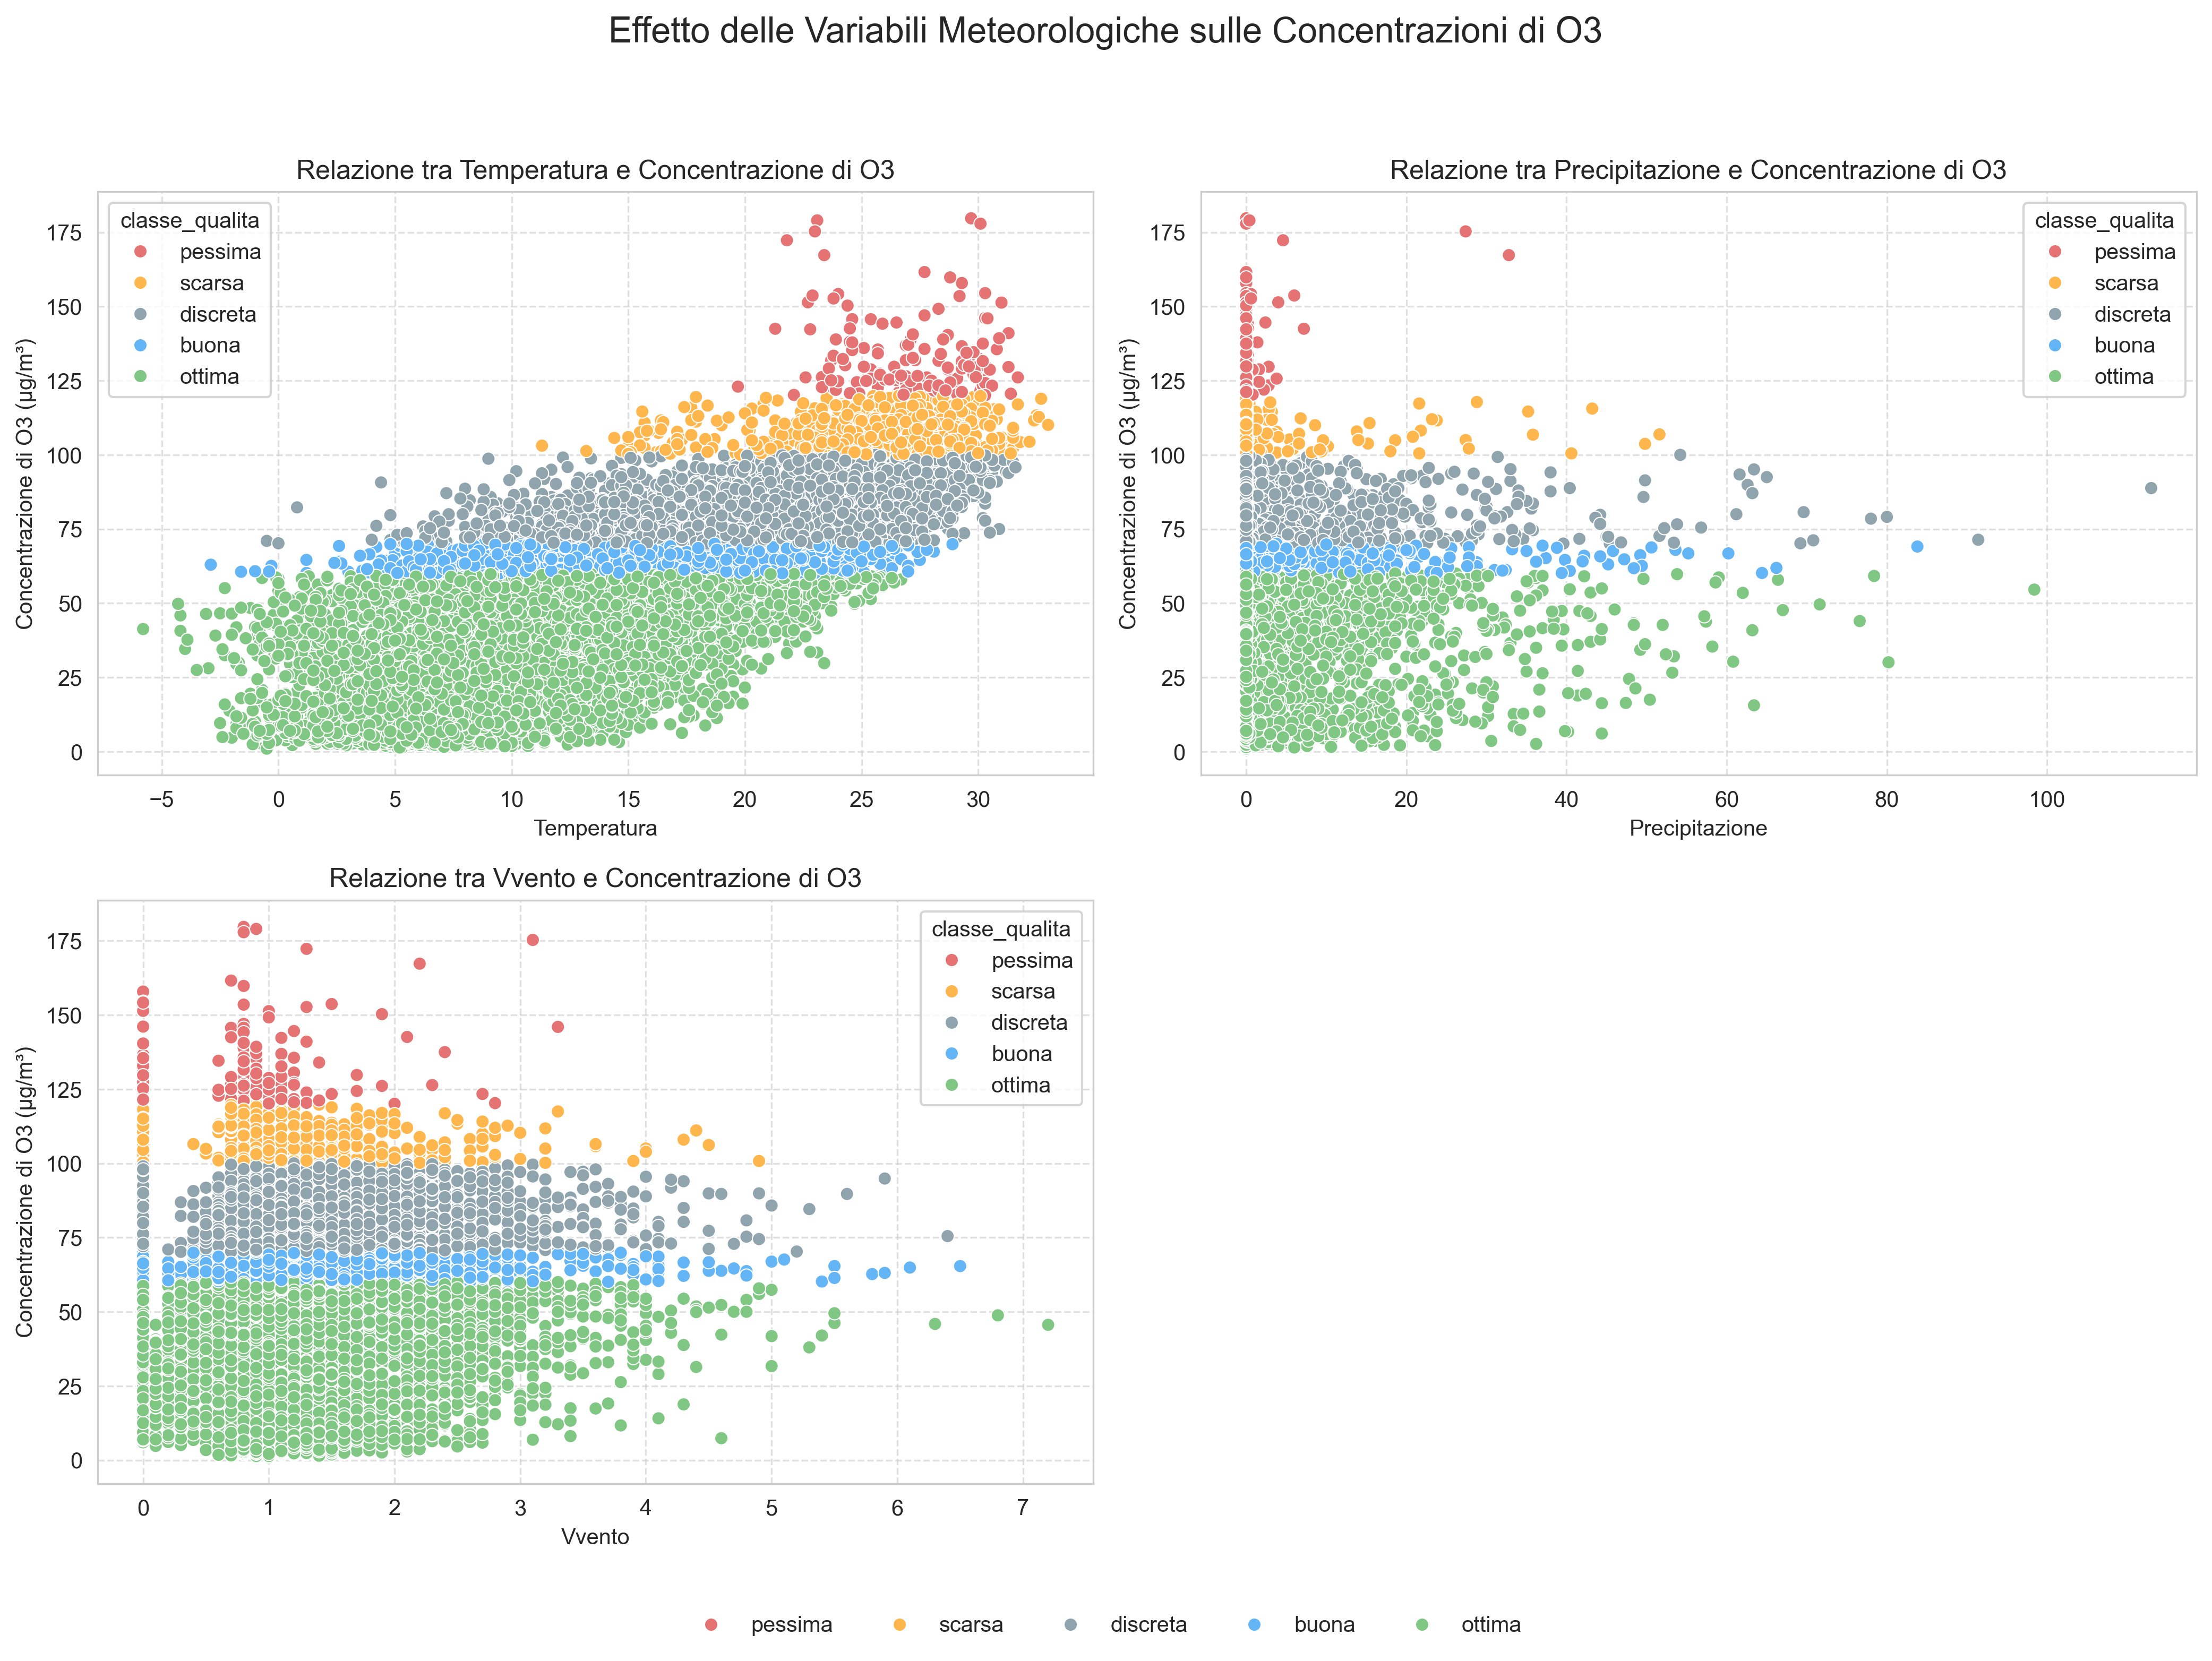 Effetto delle Variabili Meteorologiche sulle Concentrazioni di O3
Relazione tra Temperatura e Concentrazione di O3
classe_qualita
pessima
scarsa
discreta
buona
ottima
175
150
125
100
75
50
25
0
Concentrazione di O3 (µg/m³)
−5
0
5
10
15
20
25
30
Temperatura
Relazione tra Precipitazione e Concentrazione di O3
classe_qualita
pessima
scarsa
discreta
buona
ottima
175
150
125
100
75
50
25
0
Concentrazione di O3 (µg/m³)
0
20
40
60
80
100
Precipitazione
Relazione tra Vvento e Concentrazione di O3
classe_qualita
pessima
scarsa
discreta
buona
ottima
175
150
125
100
75
50
25
0
Concentrazione di O3 (µg/m³)
0
1
2
3
4
5
6
7
Vvento
pessima
scarsa
discreta
buona
ottima